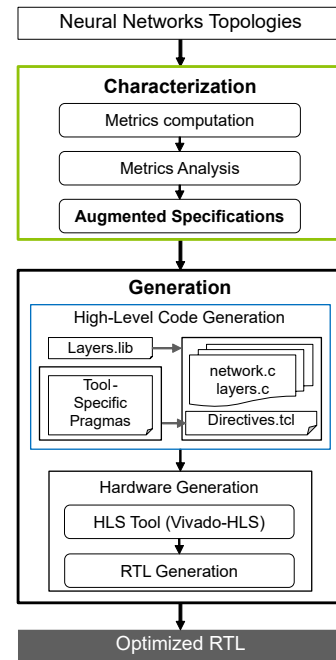 Neural Networks Topologies
Characterization
Metrics computation
Metrics Analysis
Augmented Specifications
Generation
High-Level Code Generation
Layers.lib
network.c
layers.c
Tool-
Specific
Pragmas
Directives.tcl
Hardware Generation
HLS Tool (Vivado-HLS)
RTL Generation
Optimized RTL